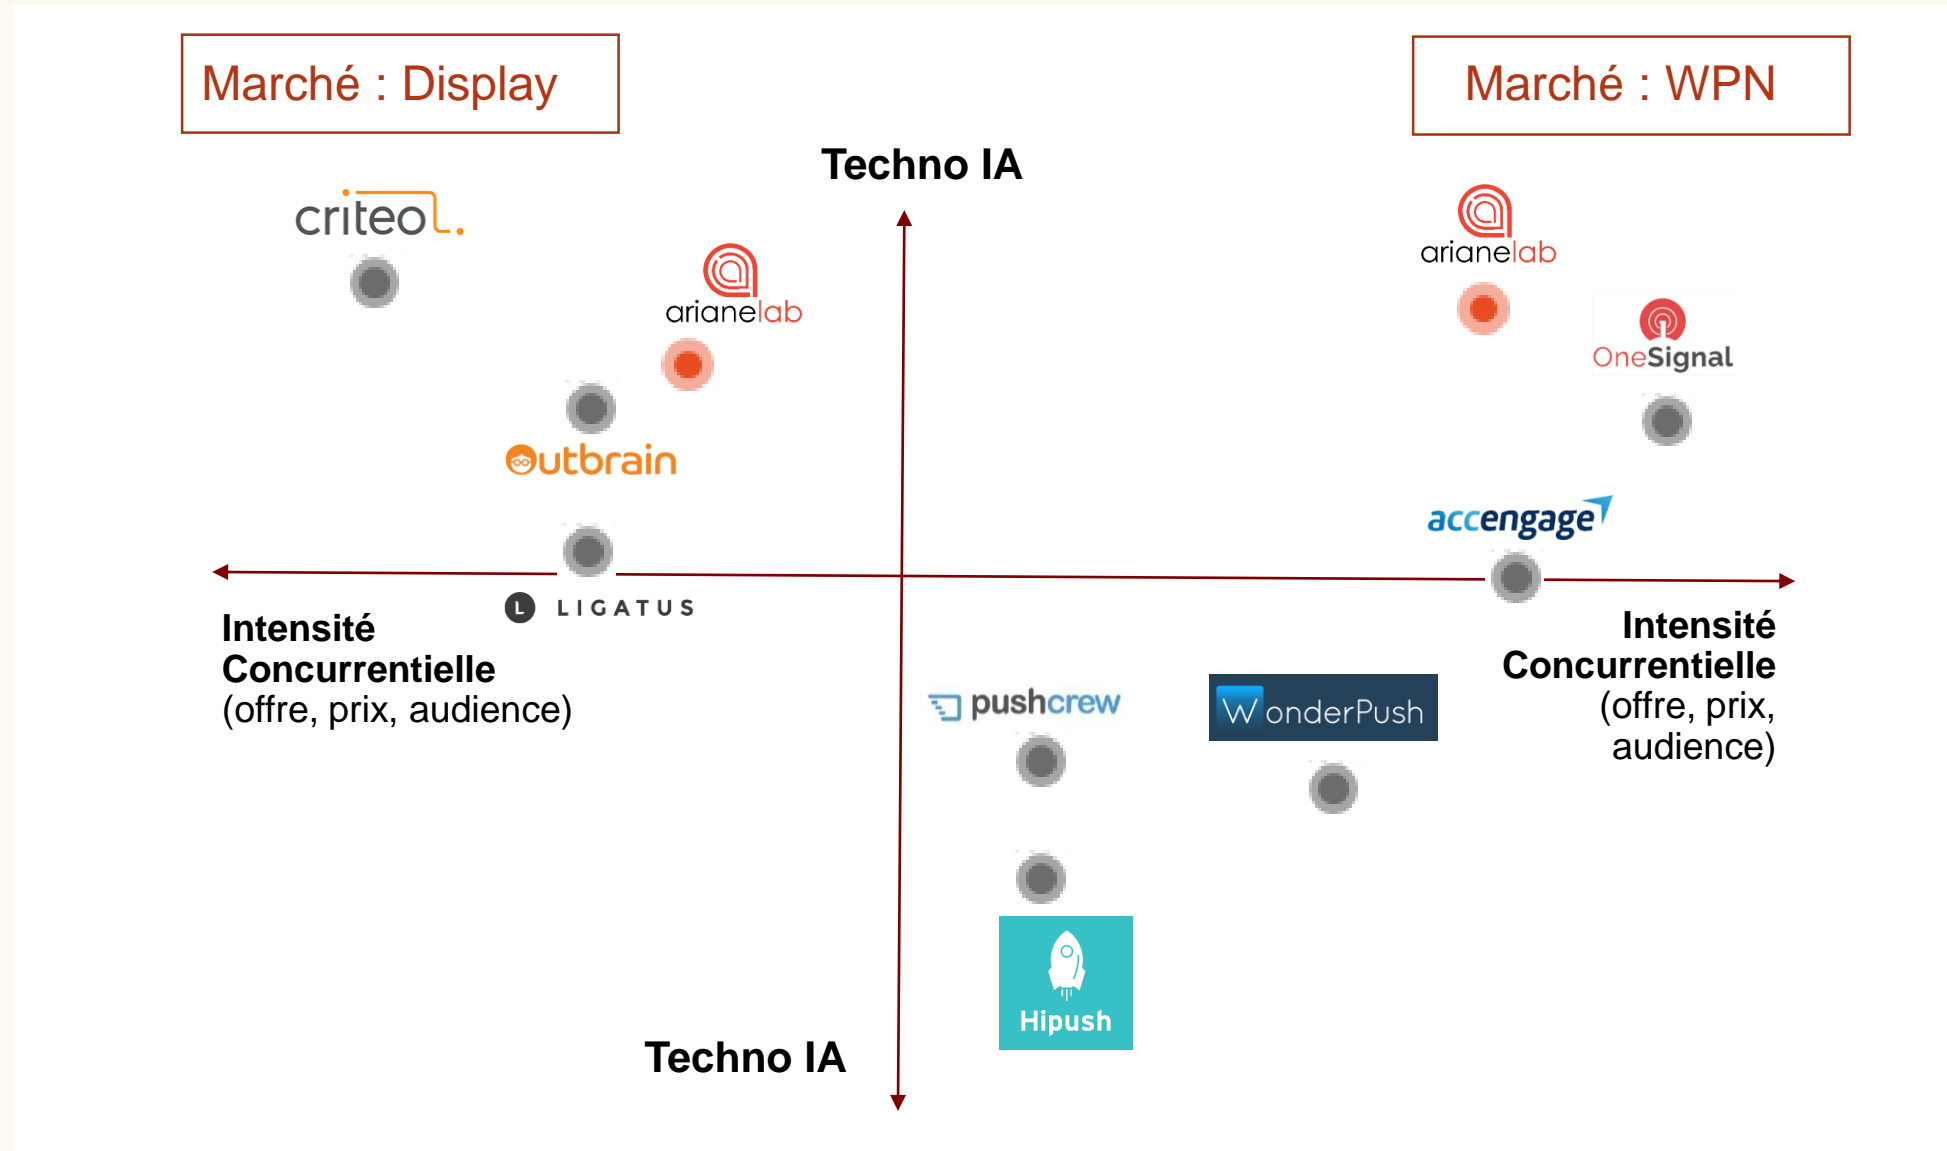 Marché : Display
Marché : WPN
Techno IA
criteo
arianelab
arianelab
OneSignal
Outbrain
accengage
L LIGATUS
Intensité
Concurrentielle
(offre, prix, audience)
Intensité
Concurrentielle
(offre, prix,
audience)
pushcrew
WonderPush
Hipush
Techno IA